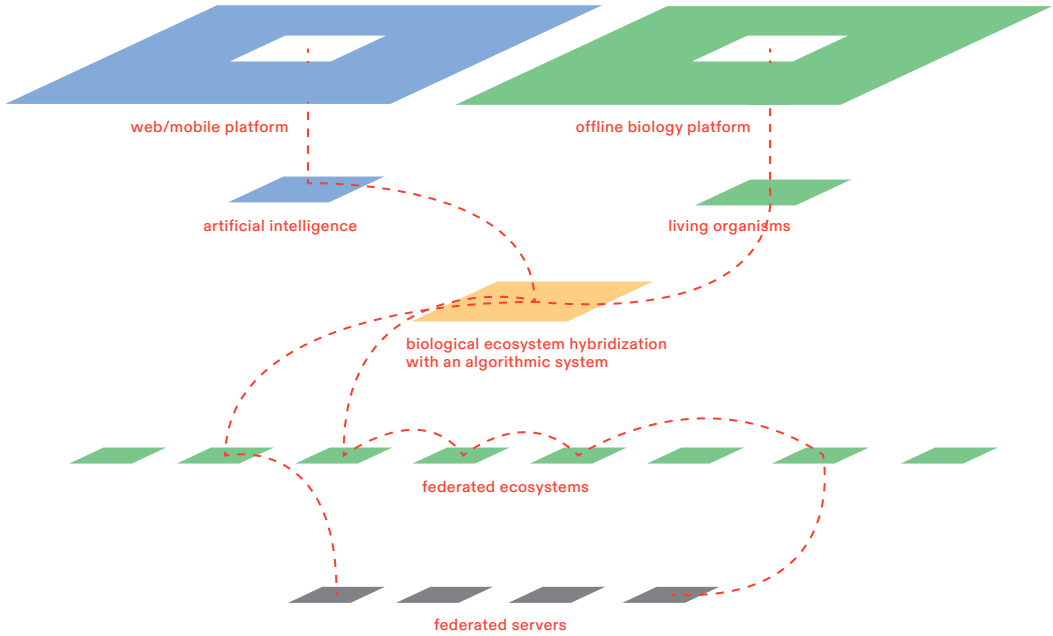 web/mobile platform
offline biology platform
artificial intelligence
living organisms
biological ecosystem hybridization
with an algorithmic system
federated ecosystems
federated servers